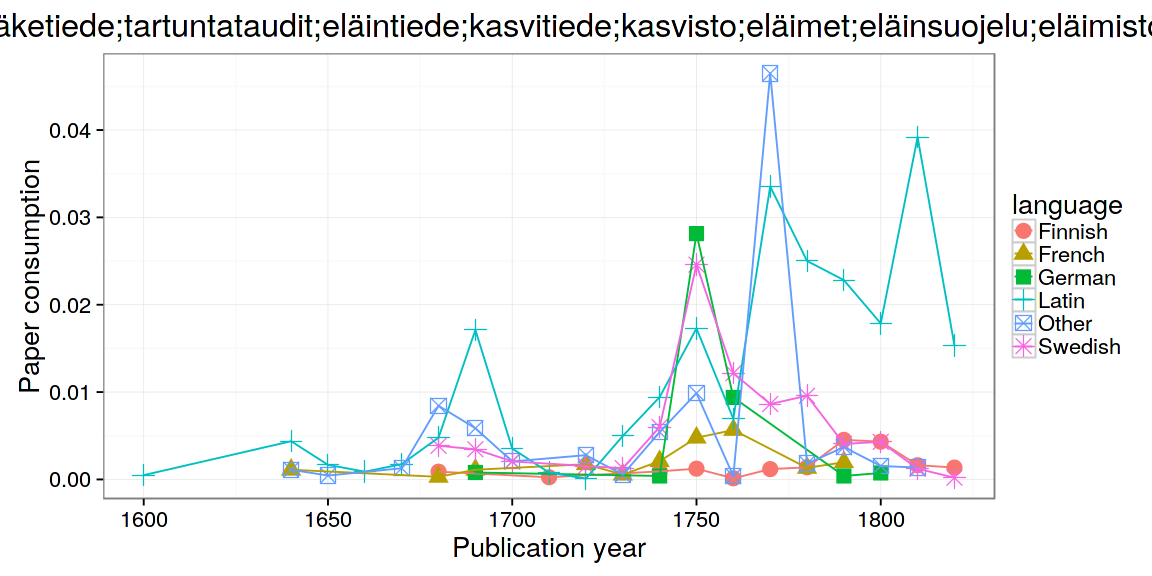 äketiede;tartuntataudit;eläintiede;kasvitiede;kasvisto;eläimet;eläinsuojelu;eläimisto
Paper consumption
0.04
0.03
0.02
0.01
0.00
1600 1650 1700 1750 1800
Publication year
language
Finnish
French
German
Latin
Other
Swedish